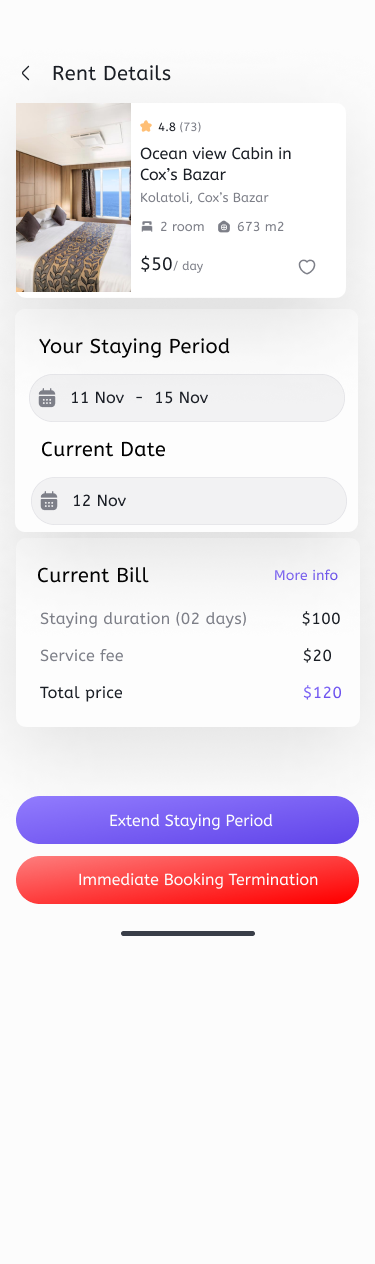 Rent Details
4.8 (73)
Ocean view Cabin in
Cox’s Bazar
Kolatoli, Cox’s Bazar
2 room 673 m2
$50/ day
Your Staying Period
11 Nov - 15 Nov
Current Date
12 Nov
Current Bill More info
Staying duration (02 days) $100
Service fee $20
Total price $120
Extend Staying Period
Immediate Booking Termination